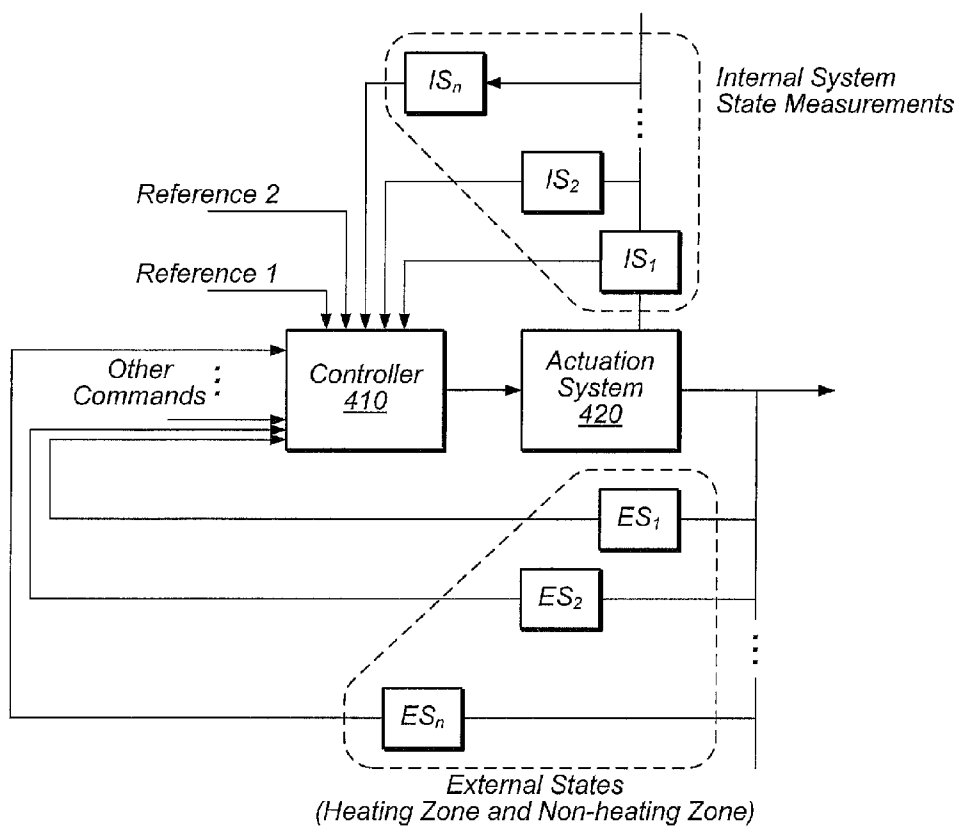 ISₙ
Internal System
State Measurements
IS₂
Reference 2
IS₁
Reference 1
Controller
410
Actuation
System
420
Other
Commands
ES₁
ES₂
ESₙ
External States
(Heating Zone and Non-heating Zone)